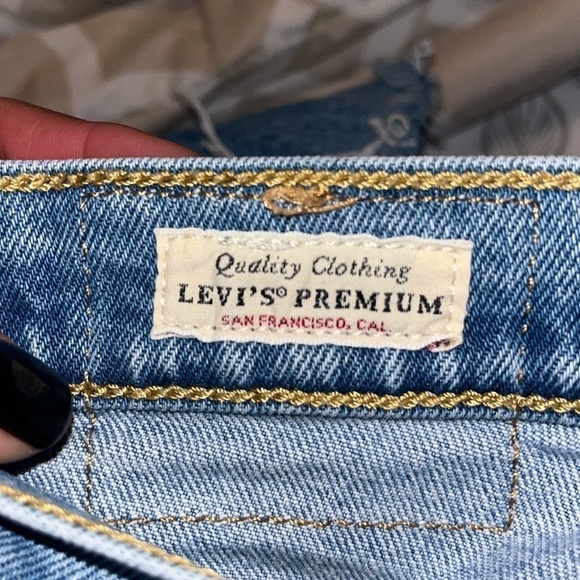 Quality Clothing
LEVI'S® PREMIUM
SAN FRANCISCO, CAL.